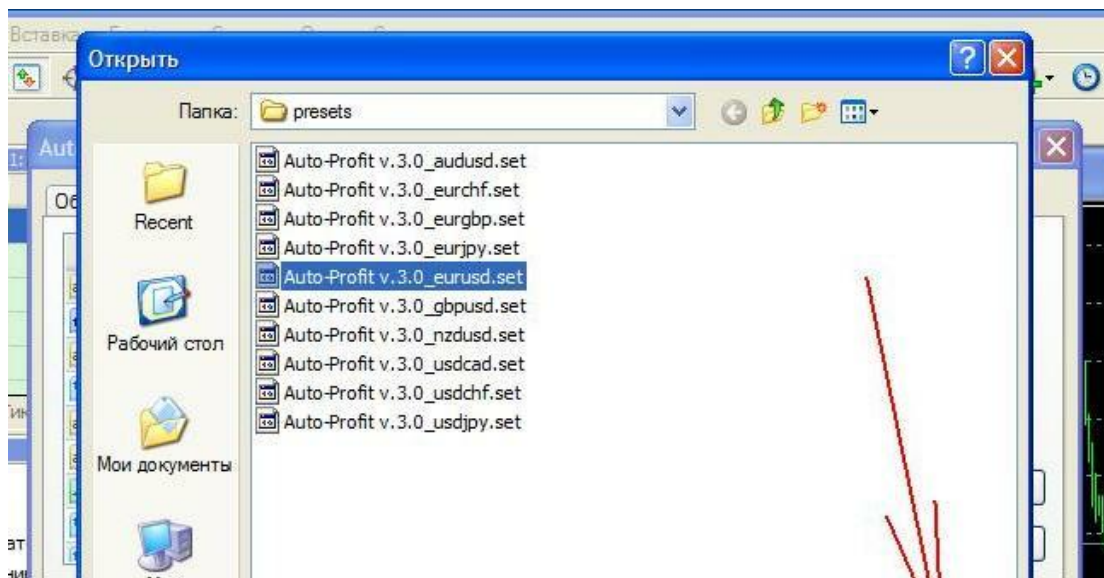 Вставка
Открыть
Папка:
presets
Aut
1:
Об
Auto-Profit v.3.0_audusd.set
Auto-Profit v.3.0_eurchf.set
Auto-Profit v.3.0_eurgbp.set
Auto-Profit v.3.0_eurjpy.set
Auto-Profit v.3.0_eurusd.set
Auto-Profit v.3.0_gbpusd.set
Auto-Profit v.3.0_nzdusd.set
Auto-Profit v.3.0_usdcad.set
Auto-Profit v.3.0_usdchf.set
Auto-Profit v.3.0_usdjpy.set
Recent
Рабочий стол
Мои документы